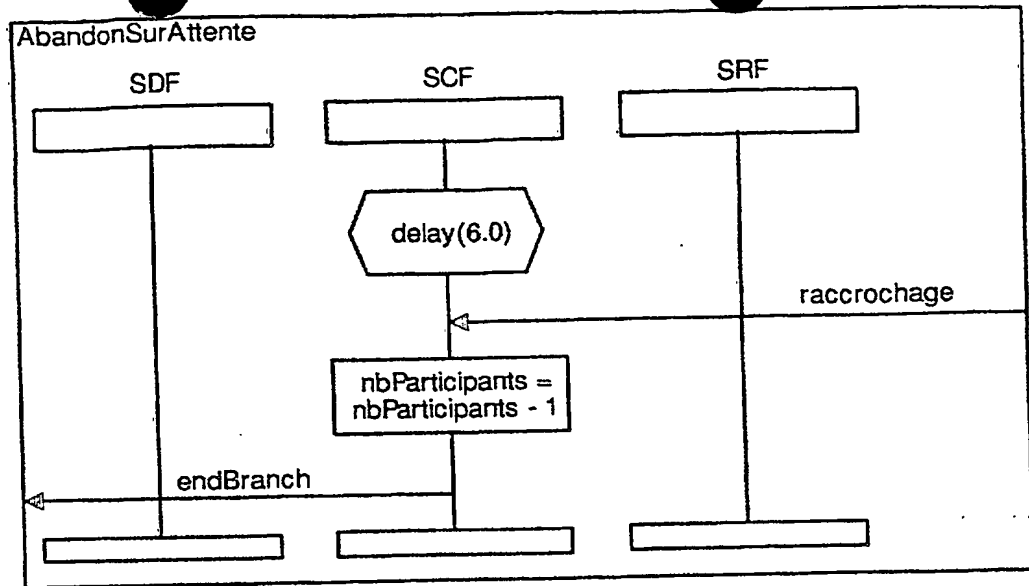 AbandonSurAttente
SDF
SCF
SRF
delay(6.0)
raccrochage
nbParticipants =
nbParticipants - 1
endBranch